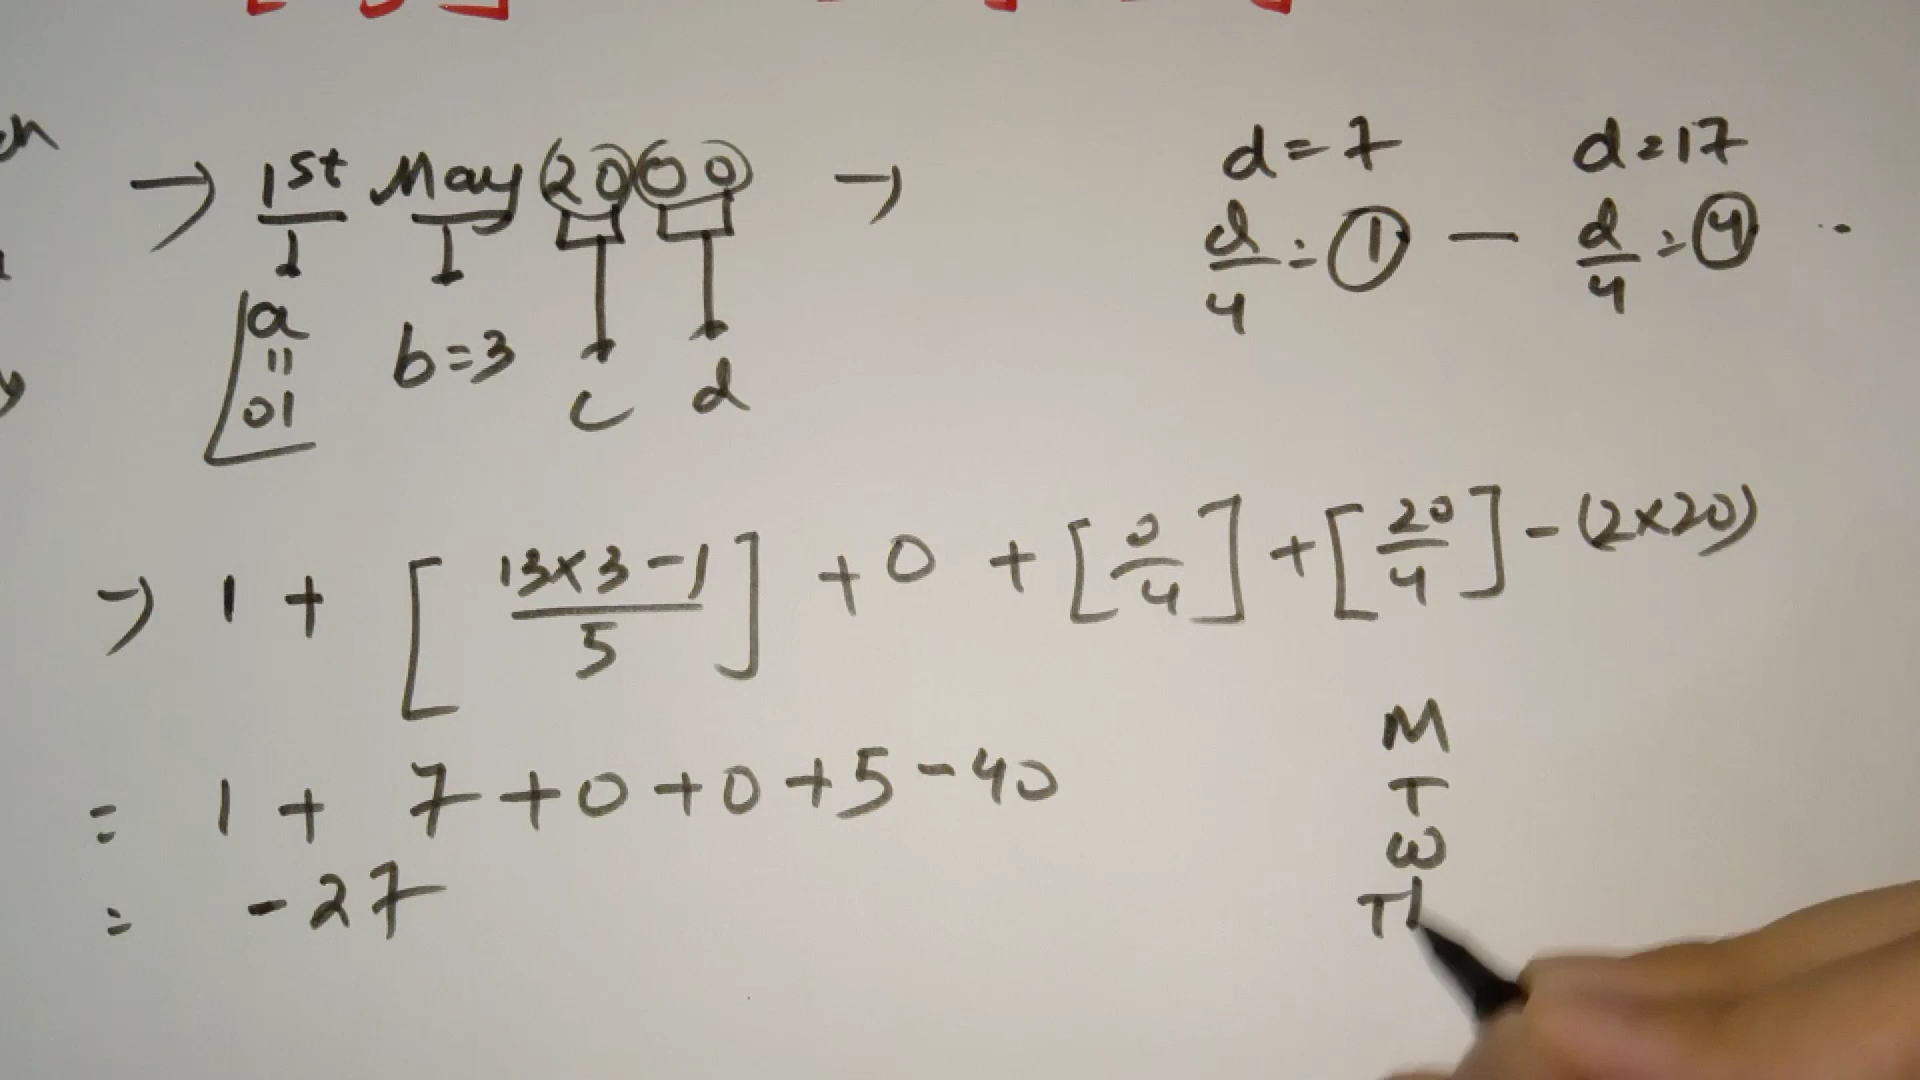 → 1st May 2000 →
a = 01
b=3
c
d
d=7
d/4 = 1 —
d=17
d/4 = 4 ..
→ 1 + [ 13×3-1 / 5 ] + 0 + [ 0/4 ] + [ 20/4 ] - (2×20)
= 1 + 7 + 0 + 0 + 5 - 40
= -27
M
T
W
Th